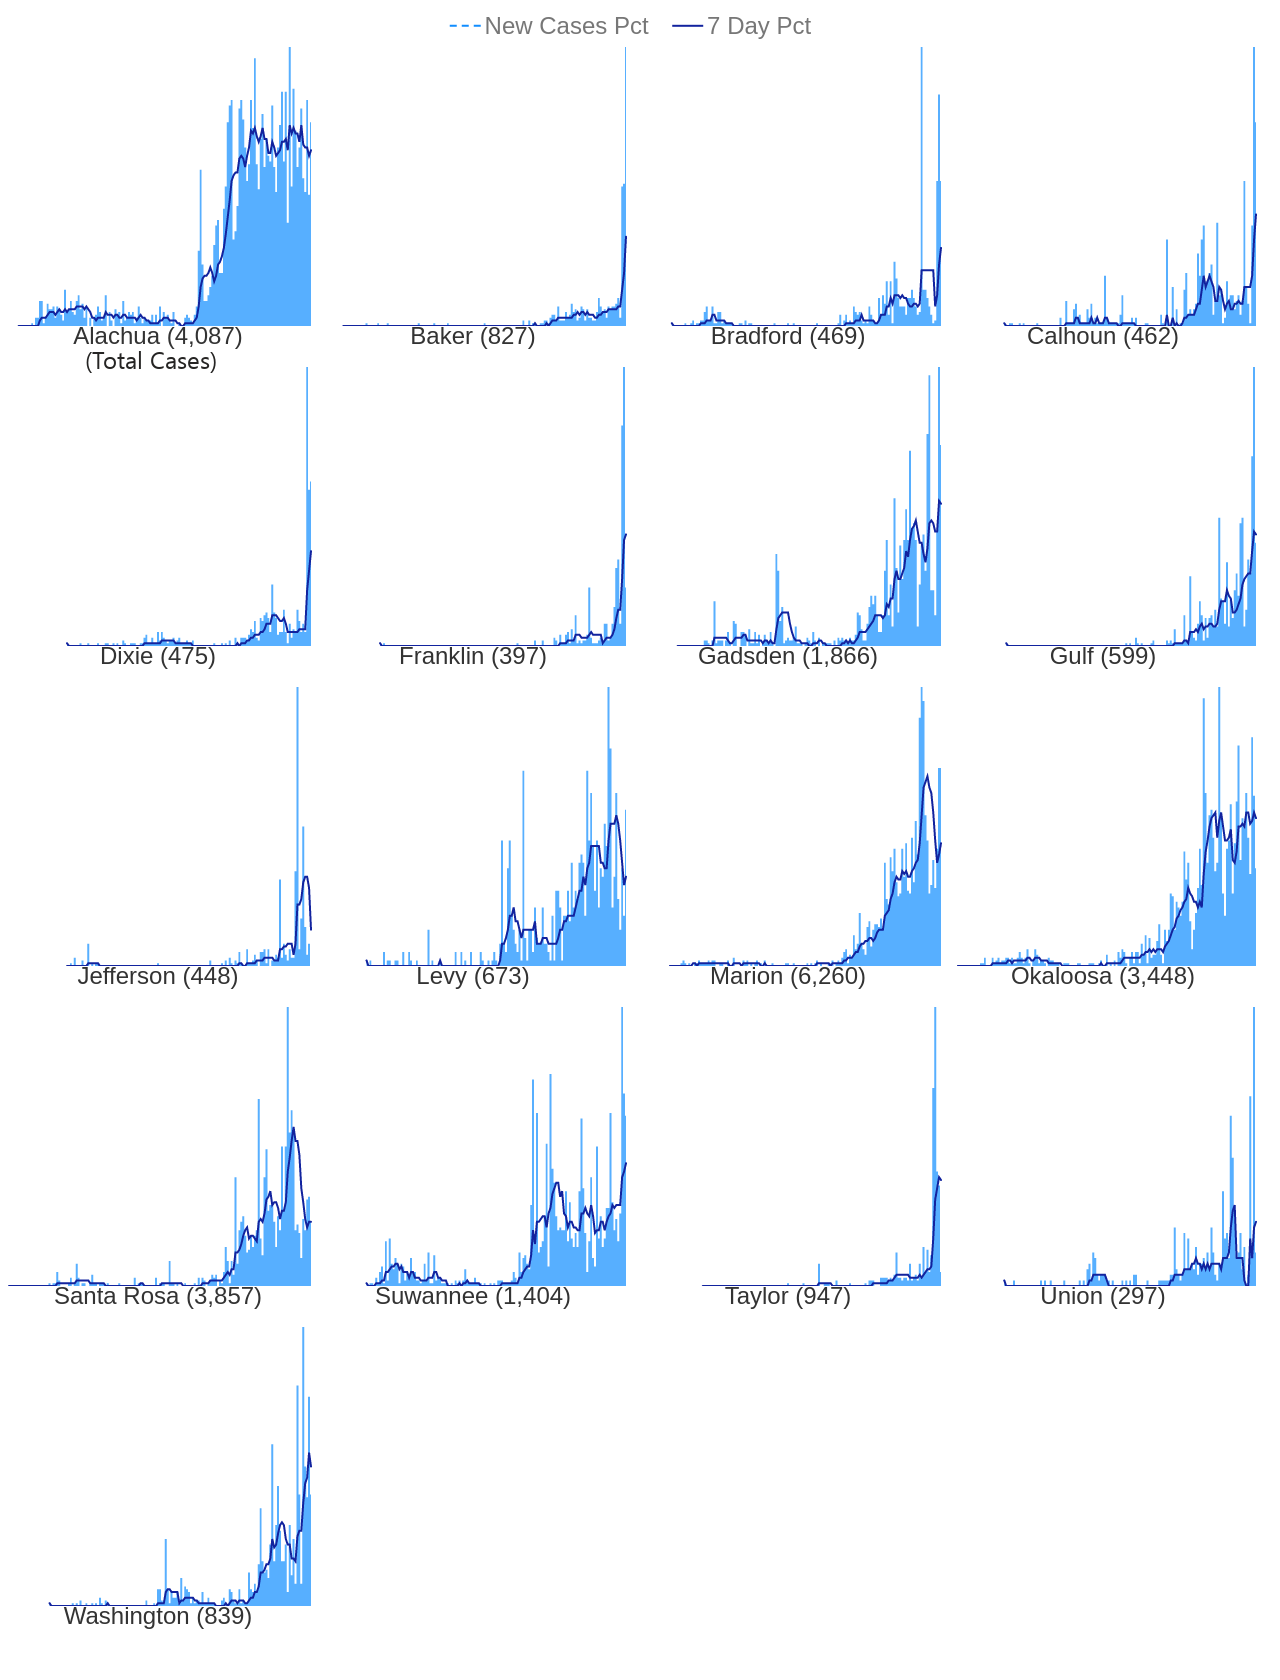 New Cases Pct 7 Day Pct
Alachua (4,087) Baker (827) Bradford (469) Calhoun (462)
(Total Cases)
Dixie (475) Franklin (397) Gadsden (1,866) Gulf (599)
Jefferson (448) Levy (673) Marion (6,260) Okaloosa (3,448)
Santa Rosa (3,857) Suwannee (1,404) Taylor (947) Union (297)
Washington (839)